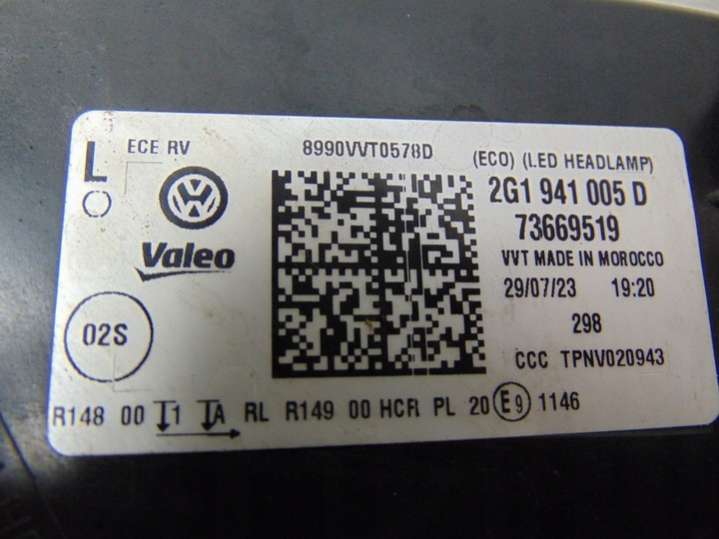 L ECE RV 8990VVT0578D (ECO) (LED HEADLAMP)
2G1 941 005 D
73669519
VVT MADE IN MOROCCO
29/07/23 19:20
298
CCC TPNV020943
VW
Valeo
02S
R148 00 1 A RL R149 00 HCR PL 20 E9 1146